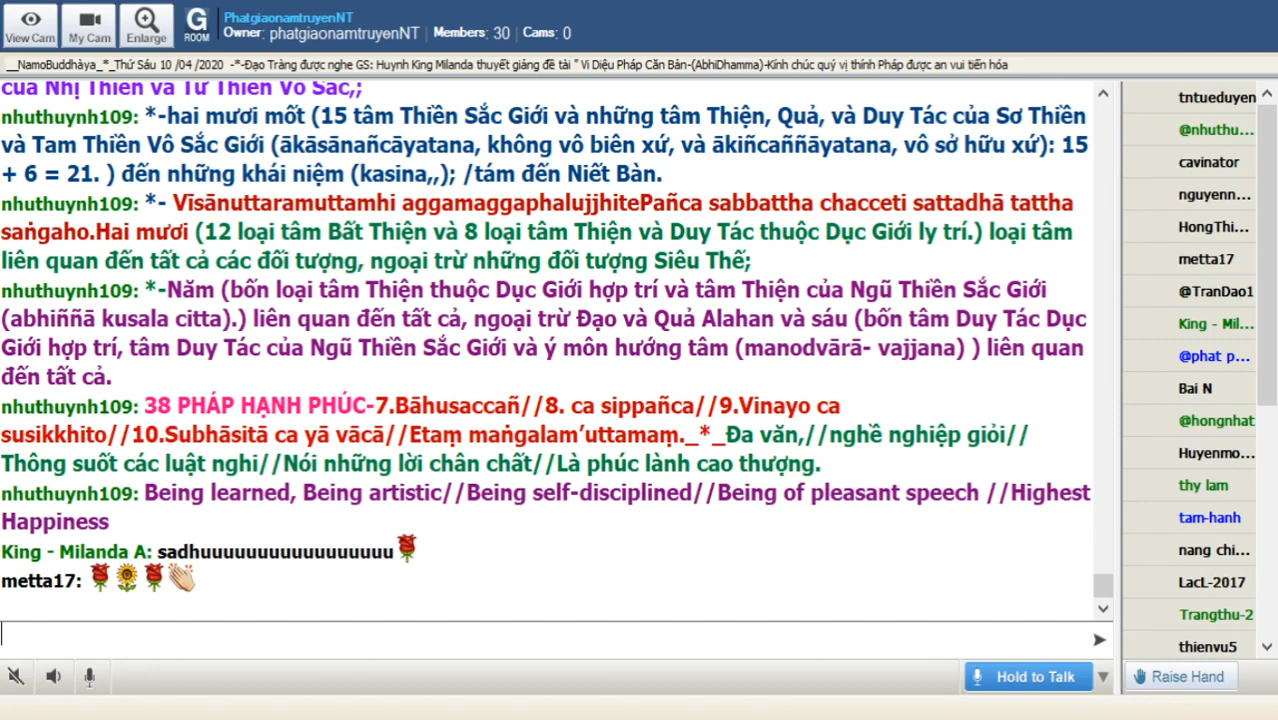 View Cam
My Cam
Enlarge
G
ROOM
PhatgiaonamtruyenNT
Owner: phatgiaonamtruyenNT | Members: 30 | Cams: 0
__NamoBuddhàya_*_Thứ Sáu 10 /04 /2020 -*-Đạo Tràng được nghe GS: Huynh King Milanda thuyết giảng đề tài " Vi Diệu Pháp Căn Bản-(AbhiDhamma)-Kính chúc quý vị thính Pháp được an vui tiến hóa
của Nhị Thiền và Tứ Thiền Vô Sắc,;
nhuthuynh109: *-hai mươi mốt (15 tâm Thiền Sắc Giới và những tâm Thiện, Quả, và Duy Tác của Sơ Thiền
và Tam Thiền Vô Sắc Giới (ākāsānañcāyatana, không vô biên xứ, và ākiñcaññāyatana, vô sở hữu xứ): 15
+ 6 = 21. ) đến những khái niệm (kasina,,); /tám đến Niết Bàn.
nhuthuynh109: *- Vīsānuttaramuttamhi aggamaggaphalujjhitePañca sabbattha chacceti sattadhā tattha
saṅgaho.Hai mươi (12 loại tâm Bất Thiện và 8 loại tâm Thiện và Duy Tác thuộc Dục Giới ly trí.) loại tâm
liên quan đến tất cả các đối tượng, ngoại trừ những đối tượng Siêu Thế;
nhuthuynh109: *-Năm (bốn loại tâm Thiện thuộc Dục Giới hợp trí và tâm Thiện của Ngũ Thiền Sắc Giới
(abhiññā kusala citta).) liên quan đến tất cả, ngoại trừ Đạo và Quả Alahan và sáu (bốn tâm Duy Tác Dục
Giới hợp trí, tâm Duy Tác của Ngũ Thiền Sắc Giới và ý môn hướng tâm (manodvārā- vajjana) ) liên quan
đến tất cả.
nhuthuynh109: 38 PHÁP HẠNH PHÚC-7.Bāhusaccañ//8. ca sippañca//9.Vinayo ca
susikkhito//10.Subhāsitā ca yā vācā//Etaṃ maṅgalam’uttamaṃ._*_Đa văn,//nghề nghiệp giỏi//
Thông suốt các luật nghi//Nói những lời chân chất//Là phúc lành cao thượng.
nhuthuynh109: Being learned, Being artistic//Being self-disciplined//Being of pleasant speech //Highest
Happiness
King - Milanda A: sadhuuuuuuuuuuuuuuuuu
metta17:
Hold to Talk
tntueduyen
@nhuthu...
cavinator
nguyenn...
HongThi...
metta17
@TranDao1
King - Mil...
@phat p...
Bai N
@hongnhat
Huyenmo...
thy lam
tam-hanh
nang chi...
LacL-2017
Trangthu-2
thienvu5
Raise Hand